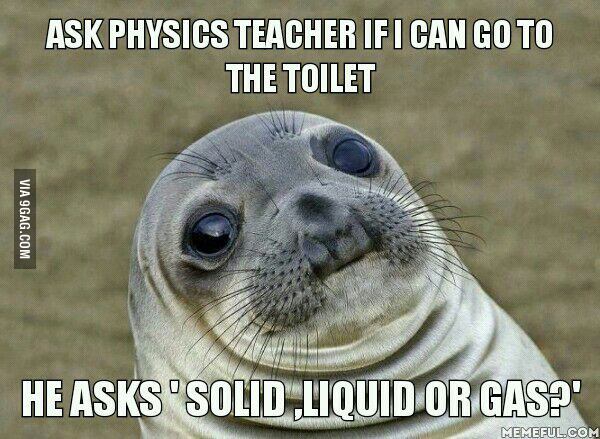 ASK PHYSICS TEACHER IF I CAN GO TO
THE TOILET
VIA 9GAG.COM
HE ASKS ' SOLID ,LIQUID OR GAS?'
MEMEFUL.COM